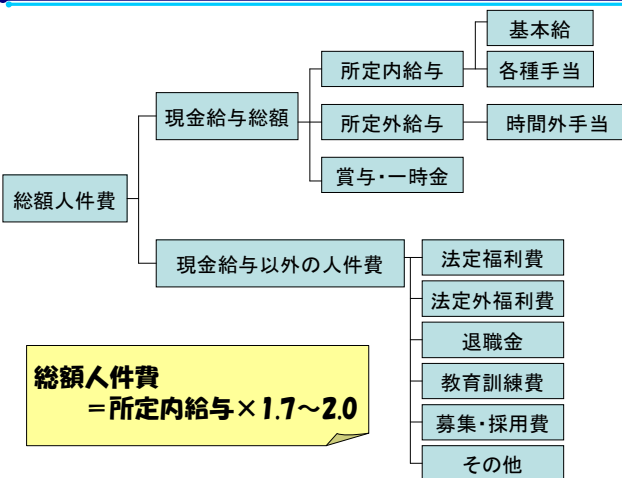 基本給
所定内給与
各種手当
現金給与総額
所定外給与
時間外手当
賞与・一時金
総額人件費
現金給与以外の人件費
法定福利費
法定外福利費
退職金
教育訓練費
募集・採用費
その他
総額人件費
＝所定内給与×1.7～2.0